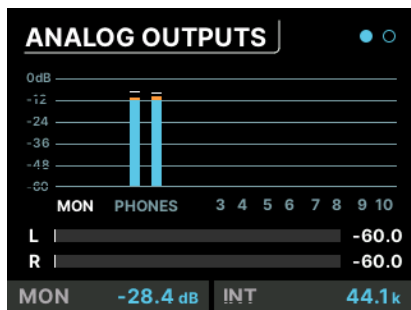 ANALOG OUTPUTS
0dB
-12
-24
-36
-48
-60
MON PHONES 3 4 5 6 7 8 9 10
L -60.0
R -60.0
MON -28.4 dB INT 44.1k